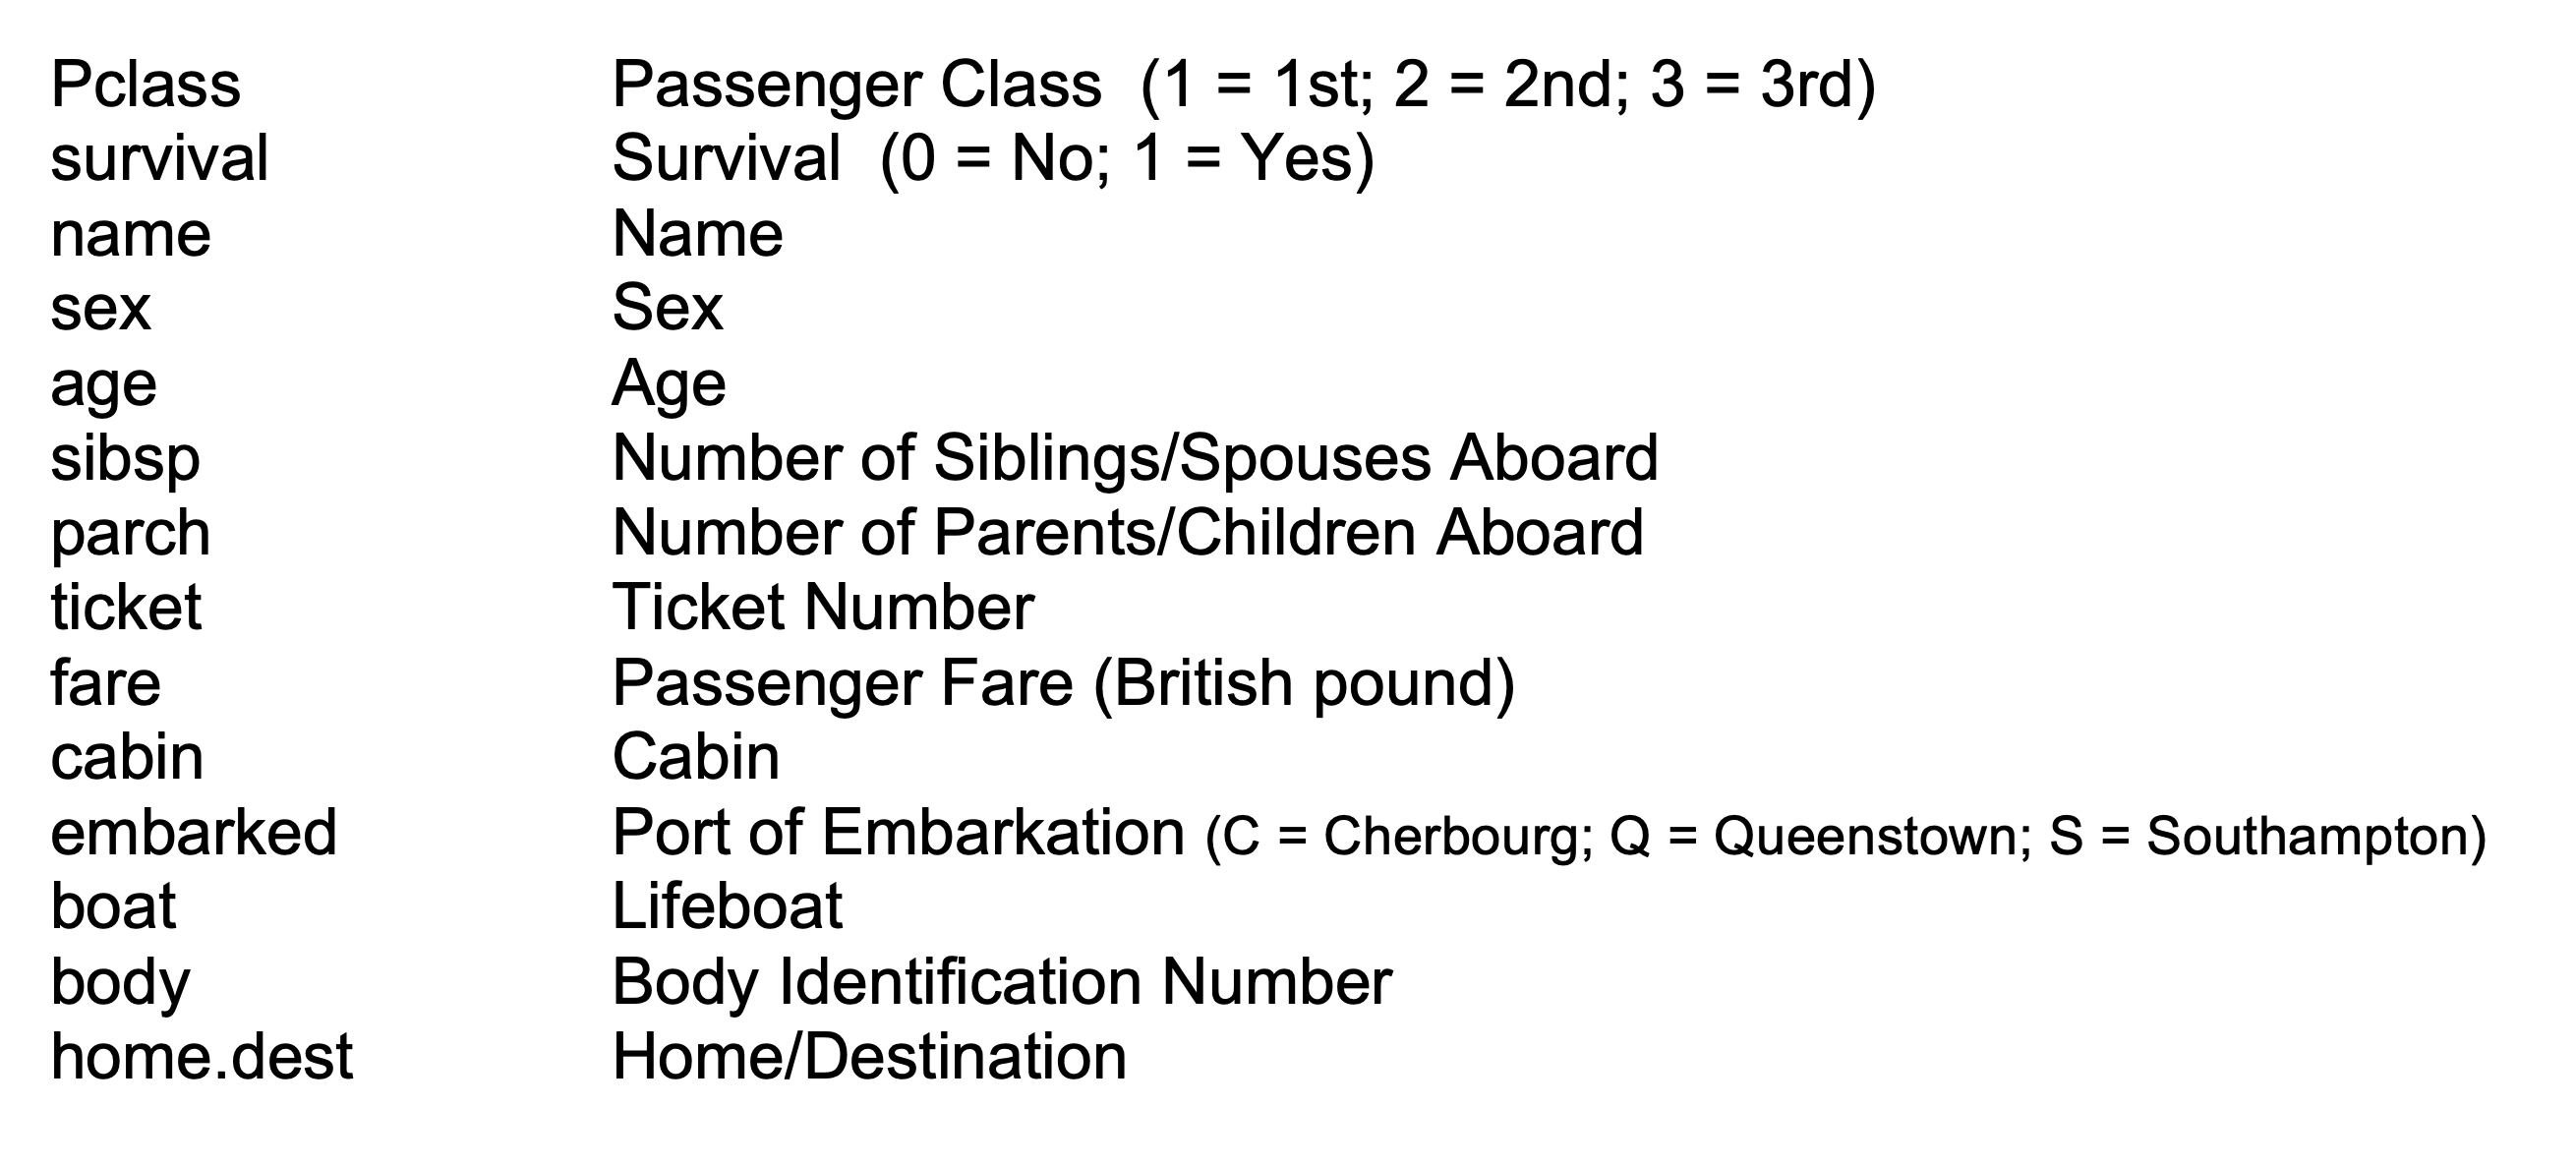 Pclass Passenger Class (1 = 1st; 2 = 2nd; 3 = 3rd)
survival Survival (0 = No; 1 = Yes)
name Name
sex Sex
age Age
sibsp Number of Siblings/Spouses Aboard
parch Number of Parents/Children Aboard
ticket Ticket Number
fare Passenger Fare (British pound)
cabin Cabin
embarked Port of Embarkation (C = Cherbourg; Q = Queenstown; S = Southampton)
boat Lifeboat
body Body Identification Number
home.dest Home/Destination